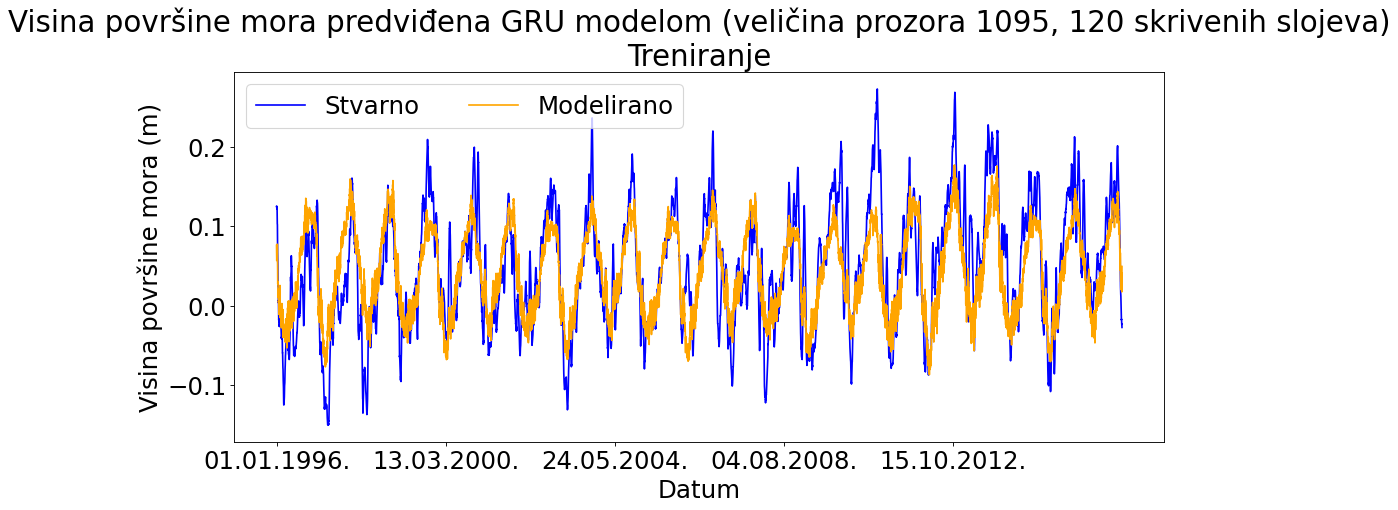 Visina površine mora predviđena GRU modelom (veličina prozora 1095, 120 skrivenih slojeva)
Treniranje
Stvarno Modelirano
Visina površine mora (m)
0.2
0.1
0.0
−0.1
01.01.1996. 13.03.2000. 24.05.2004. 04.08.2008. 15.10.2012.
Datum